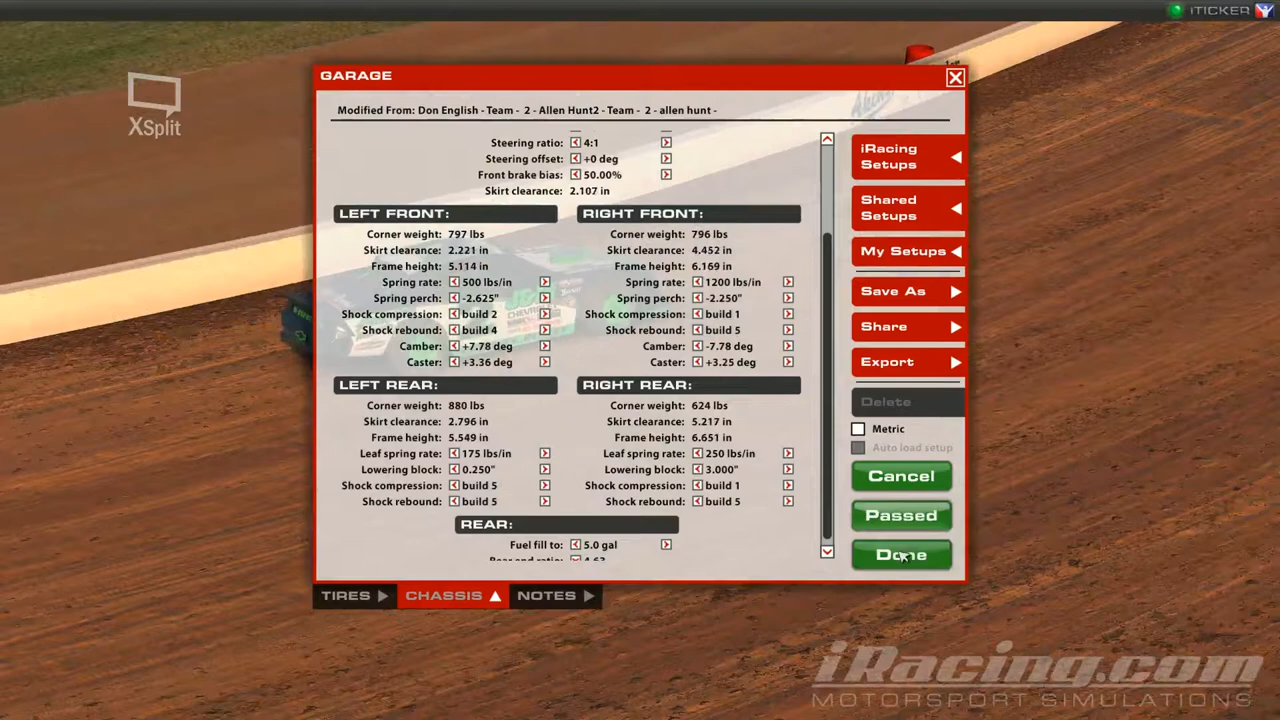 iTICKER
XSplit
GARAGE
Modified From: Don English - Team - 2 - Allen Hunt2 - Team - 2 - allen hunt -
Steering ratio: 4:1
Steering offset: +0 deg
Front brake bias: 50.00%
Skirt clearance: 2.107 in
LEFT FRONT: RIGHT FRONT:
Corner weight: 797 lbs Corner weight: 796 lbs
Skirt clearance: 2.221 in Skirt clearance: 4.452 in
Frame height: 5.114 in Frame height: 6.169 in
Spring rate: 500 lbs/in Spring rate: 1200 lbs/in
Spring perch: -2.625" Spring perch: -2.250"
Shock compression: build 2 Shock compression: build 1
Shock rebound: build 4 Shock rebound: build 5
Camber: +7.78 deg Camber: -7.78 deg
Caster: +3.36 deg Caster: +3.25 deg
LEFT REAR: RIGHT REAR:
Corner weight: 880 lbs Corner weight: 624 lbs
Skirt clearance: 2.796 in Skirt clearance: 5.217 in
Frame height: 5.549 in Frame height: 6.651 in
Leaf spring rate: 175 lbs/in Leaf spring rate: 250 lbs/in
Lowering block: 0.250" Lowering block: 3.000"
Shock compression: build 5 Shock compression: build 1
Shock rebound: build 5 Shock rebound: build 5
REAR:
Fuel fill to: 5.0 gal
Rear end ratio: 4.63
iRacing
Setups
Shared
Setups
My Setups
Save As
Share
Export
Delete
Metric
Auto load setup
Cancel
Passed
Done
TIRES CHASSIS NOTES
iRacing.com
MOTORSPORT SIMULATIONS